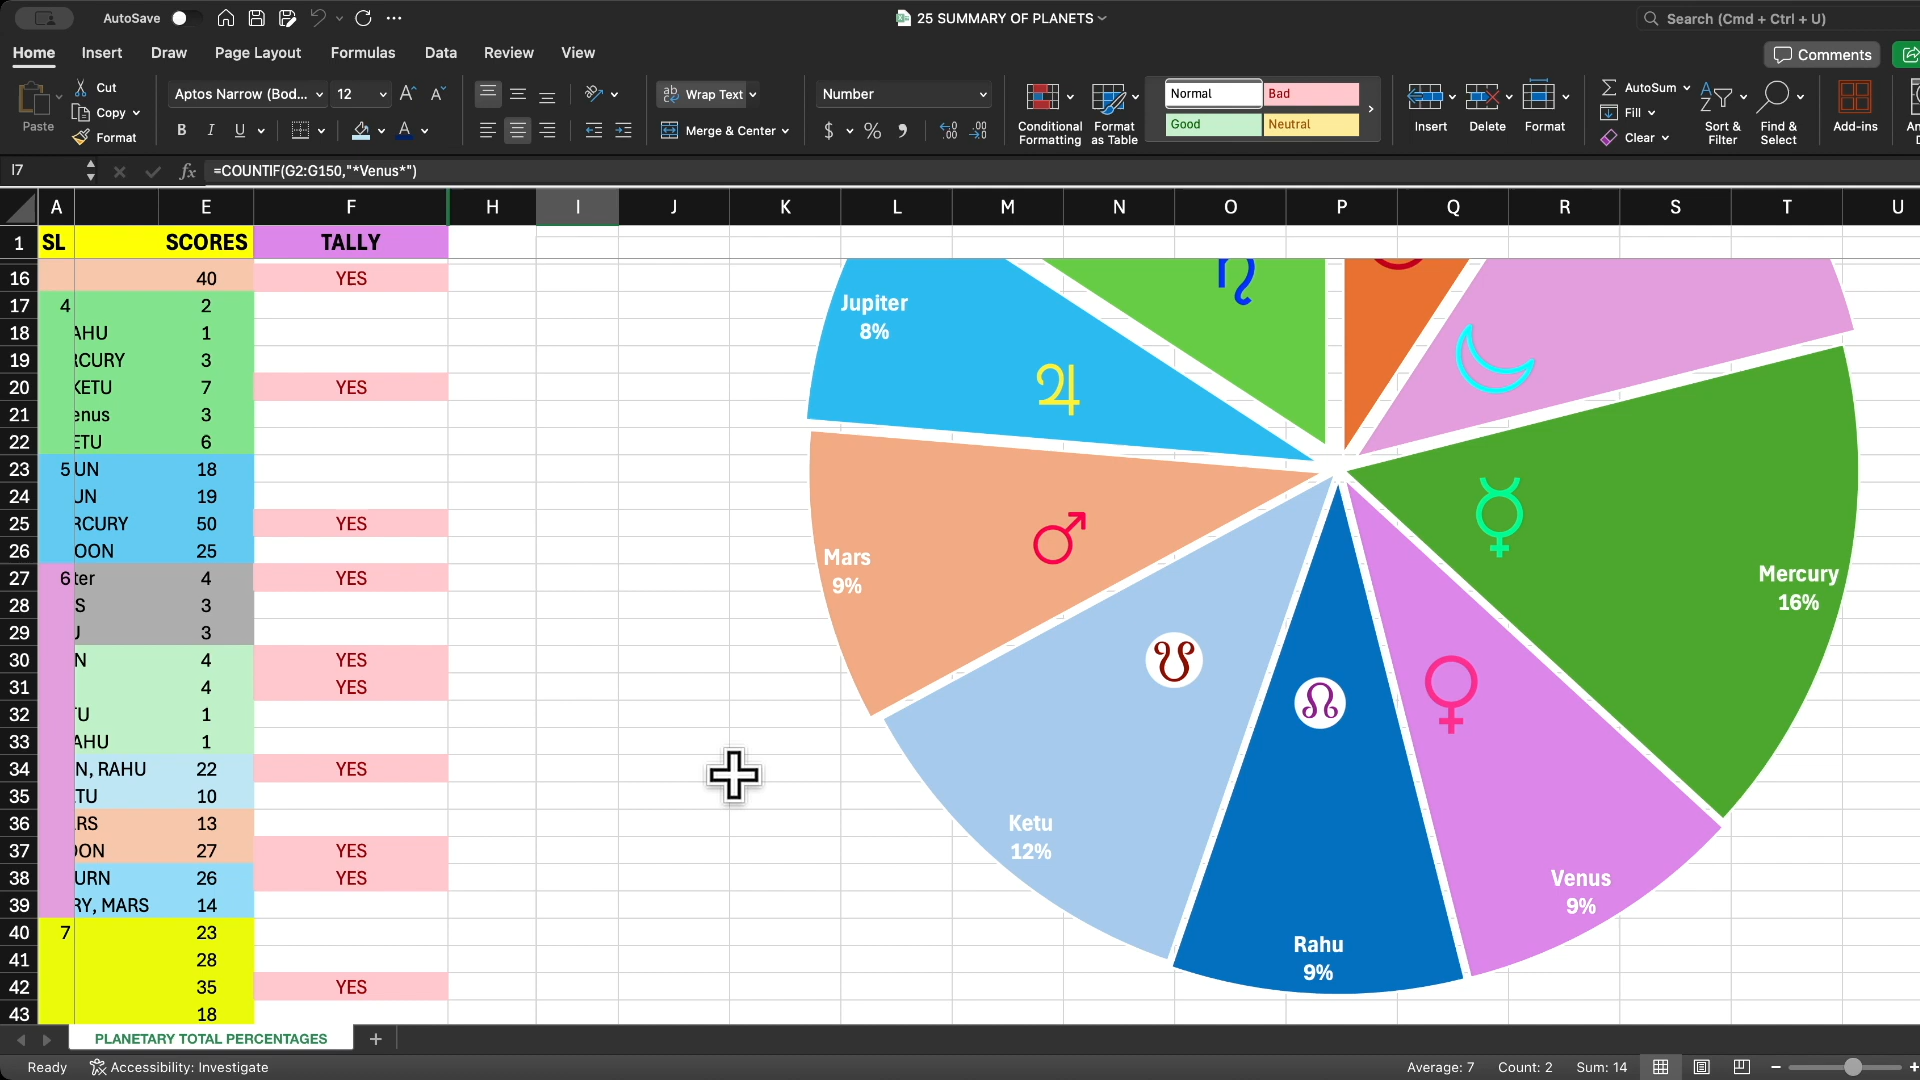 AutoSave
25 SUMMARY OF PLANETS
Search (Cmd + Ctrl + U)
Home Insert Draw Page Layout Formulas Data Review View
Comments
Paste
Cut
Copy
Format
Aptos Narrow (Bod... 12
B I U
Wrap Text
Merge & Center
Number
$ % 9
Conditional Formatting
Format as Table
Normal Bad
Good Neutral
Insert Delete Format
AutoSum
Fill
Clear
Sort & Filter
Find & Select
Add-ins
I7 fx =COUNTIF(G2:G150,"*Venus*")
A E F H I J K L M N O P Q R S T U
1 SL SCORES TALLY
16 40 YES
17 4 2
18 AHU 1
19 RCURY 3
20 KETU 7 YES
21 enus 3
22 ETU 6
23 5 UN 18
24 UN 19
25 RCURY 50 YES
26 OON 25
27 6 ter 4 YES
28 S 3
29 U 3
30 N 4 YES
31 4 YES
32 TU 1
33 AHU 1
34 N, RAHU 22 YES
35 TU 10
36 RS 13
37 OON 27 YES
38 URN 26 YES
39 RY, MARS 14
40 7 23
41 28
42 35 YES
43 18
Jupiter
8%
Mars
9%
Mercury
16%
Ketu
12%
Venus
9%
Rahu
9%
PLANETARY TOTAL PERCENTAGES +
Ready Accessibility: Investigate
Average: 7 Count: 2 Sum: 14